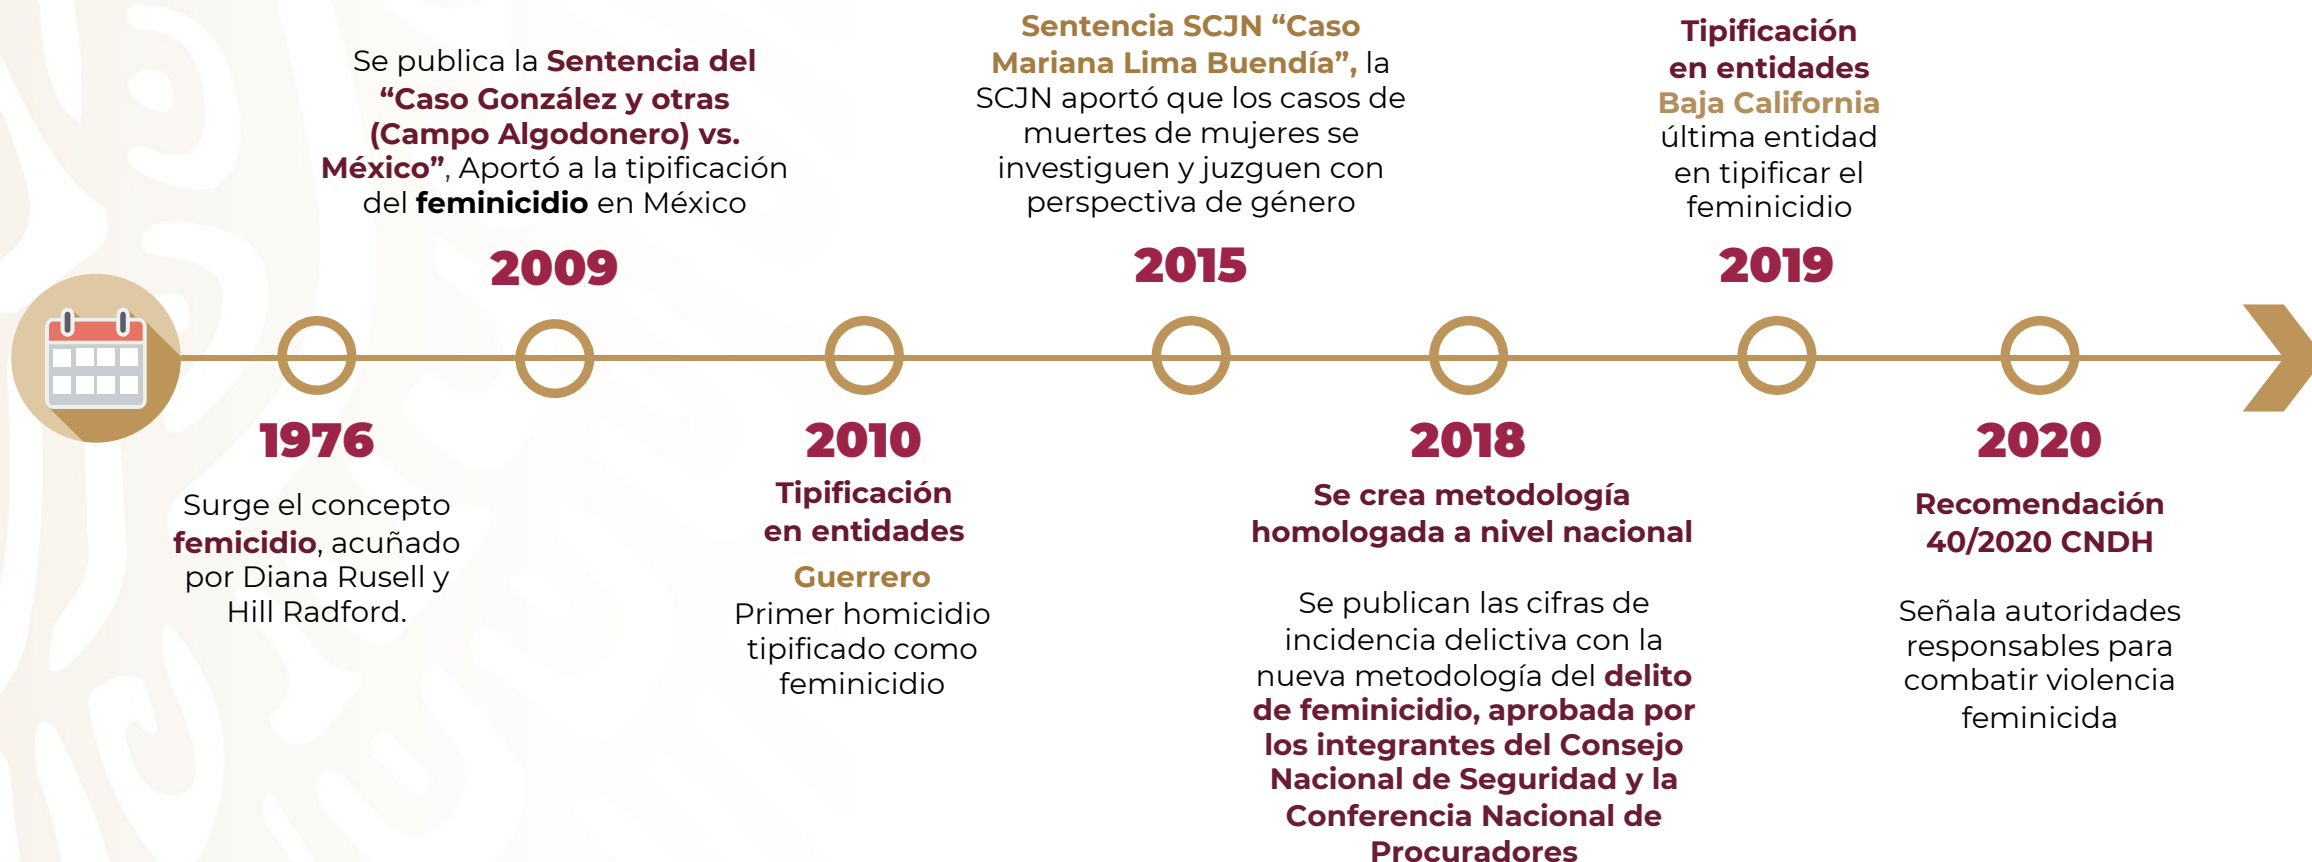 1976
Surge el concepto
femicidio, acuñado
por Diana Rusell y
Hill Radford.
Se publica la Sentencia del
“Caso González y otras
(Campo Algodonero) vs.
México”, Aportó a la tipificación
del feminicidio en México
2009
2010
Tipificación
en entidades
Guerrero
Primer homicidio
tipificado como
feminicidio
Sentencia SCJN “Caso
Mariana Lima Buendía”, la
SCJN aportó que los casos de
muertes de mujeres se
investiguen y juzguen con
perspectiva de género
2015
2018
Se crea metodología
homologada a nivel nacional
Se publican las cifras de
incidencia delictiva con la
nueva metodología del delito
de feminicidio, aprobada por
los integrantes del Consejo
Nacional de Seguridad y la
Conferencia Nacional de
Procuradores
Tipificación
en entidades
Baja California
última entidad
en tipificar el
feminicidio
2019
2020
Recomendación
40/2020 CNDH
Señala autoridades
responsables para
combatir violencia
feminicida